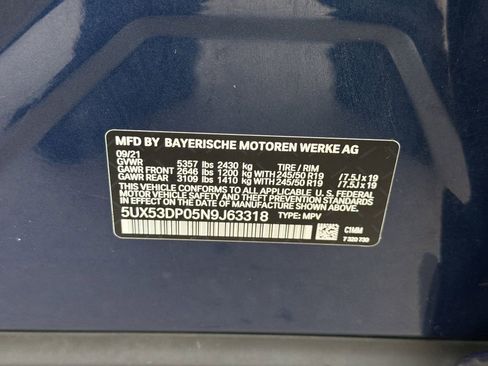 MFD BY BAYERISCHE MOTOREN WERKE AG
09/21
GVWR 5357 lbs 2430 kg TIRE / RIM
GAWR FRONT 2646 lbs 1200 kg WITH 245/50 R19 / 7.5J x 19
GAWR REAR 3109 lbs 1410 kg WITH 245/50 R19 / 7.5J x 19
THIS VEHICLE CONFORMS TO ALL APPLICABLE U.S. FEDERAL
MOTOR VEHICLE SAFETY STANDARDS IN EFFECT ON THE
DATE OF MANUFACTURE SHOWN ABOVE.
5UX53DP05N9J63318 TYPE: MPV
C1MM
7 320 733